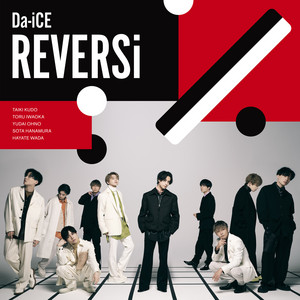 Da-iCE
REVERSi
TAIKI KUDO
TORU IWAOKA
YUDAI OHNO
SOTA HANAMURA
HAYATE WADA